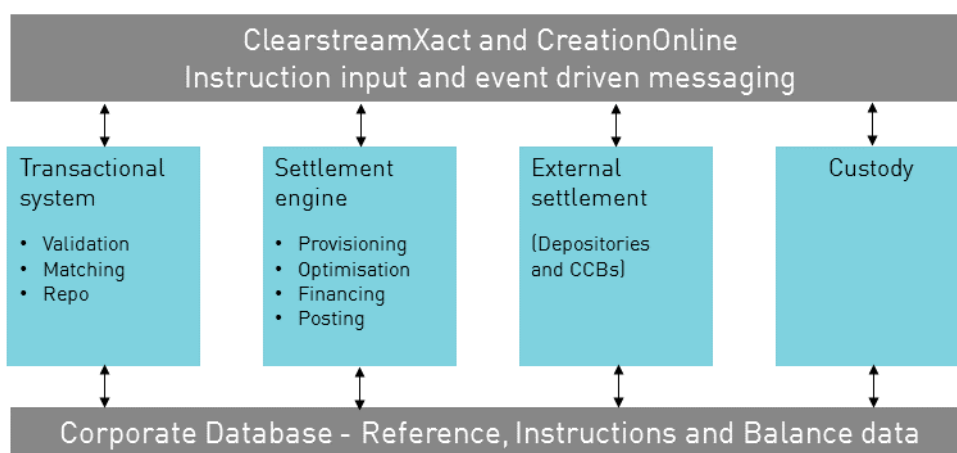 ClearstreamXact and CreationOnline
Instruction input and event driven messaging
Transactional
system
• Validation
• Matching
• Repo
Settlement
engine
• Provisioning
• Optimisation
• Financing
• Posting
External
settlement
(Depositories
and CCBs)
Custody
Corporate Database - Reference, Instructions and Balance data